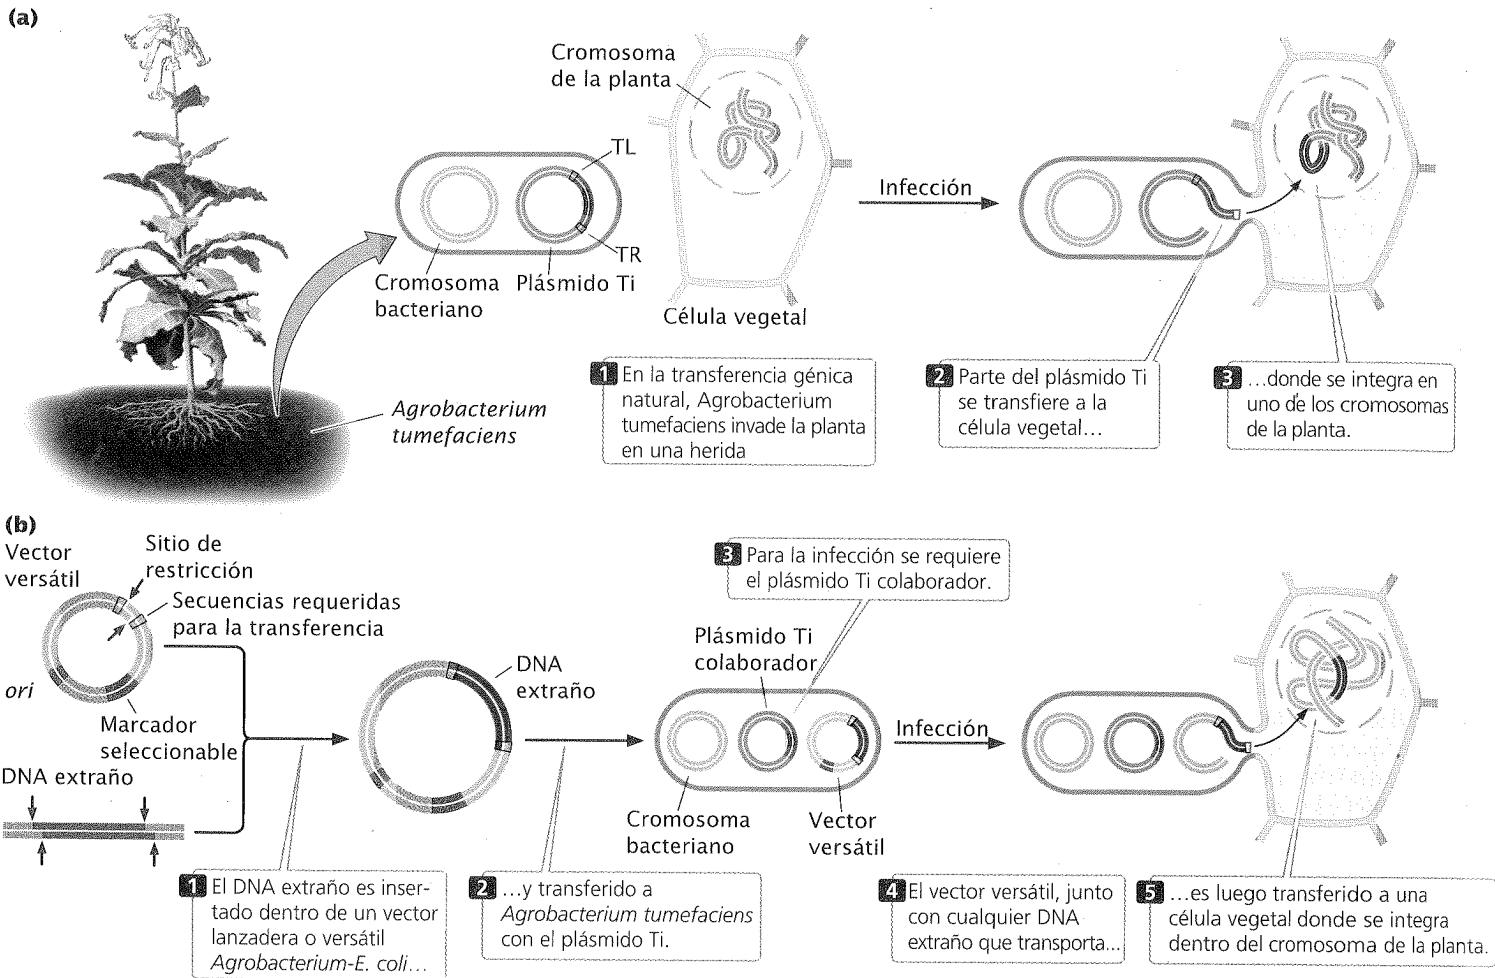 (a)
Cromosoma
de la planta
TL
TR
Cromosoma
bacteriano
Plásmido Ti
Célula vegetal
Infección
Agrobacterium
tumefaciens
1 En la transferencia génica
natural, Agrobacterium
tumefaciens invade la planta
en una herida
2 Parte del plásmido Ti
se transfiere a la
célula vegetal...
3 ...donde se integra en
uno de los cromosomas
de la planta.
(b)
Vector
versátil
Sitio de
restricción
Secuencias requeridas
para la transferencia
ori
Marcador
seleccionable
DNA extraño
DNA
extraño
3 Para la infección se requiere
el plásmido Ti colaborador.
Plásmido Ti
colaborador
Cromosoma
bacteriano
Vector
versátil
Infección
1 El DNA extraño es inser-
tado dentro de un vector
lanzadera o versátil
Agrobacterium-E. coli...
2 ...y transferido a
Agrobacterium tumefaciens
con el plásmido Ti.
4 El vector versátil, junto
con cualquier DNA
extraño que transporta...
5 ...es luego transferido a una
célula vegetal donde se integra
dentro del cromosoma de la planta.